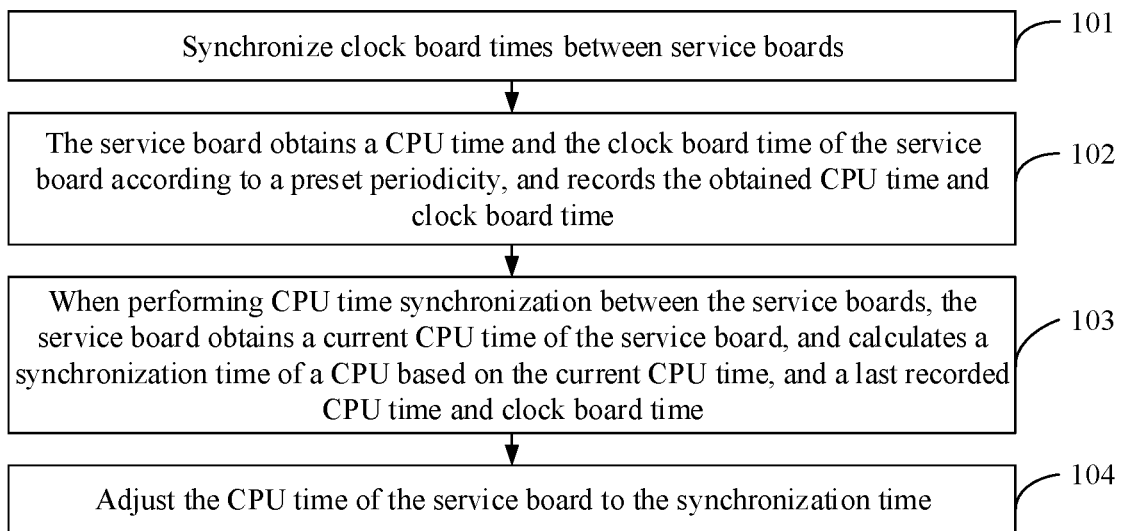 Synchronize clock board times between service boards
101
The service board obtains a CPU time and the clock board time of the service
board according to a preset periodicity, and records the obtained CPU time and
clock board time
102
When performing CPU time synchronization between the service boards, the
service board obtains a current CPU time of the service board, and calculates a
synchronization time of a CPU based on the current CPU time, and a last recorded
CPU time and clock board time
103
Adjust the CPU time of the service board to the synchronization time
104